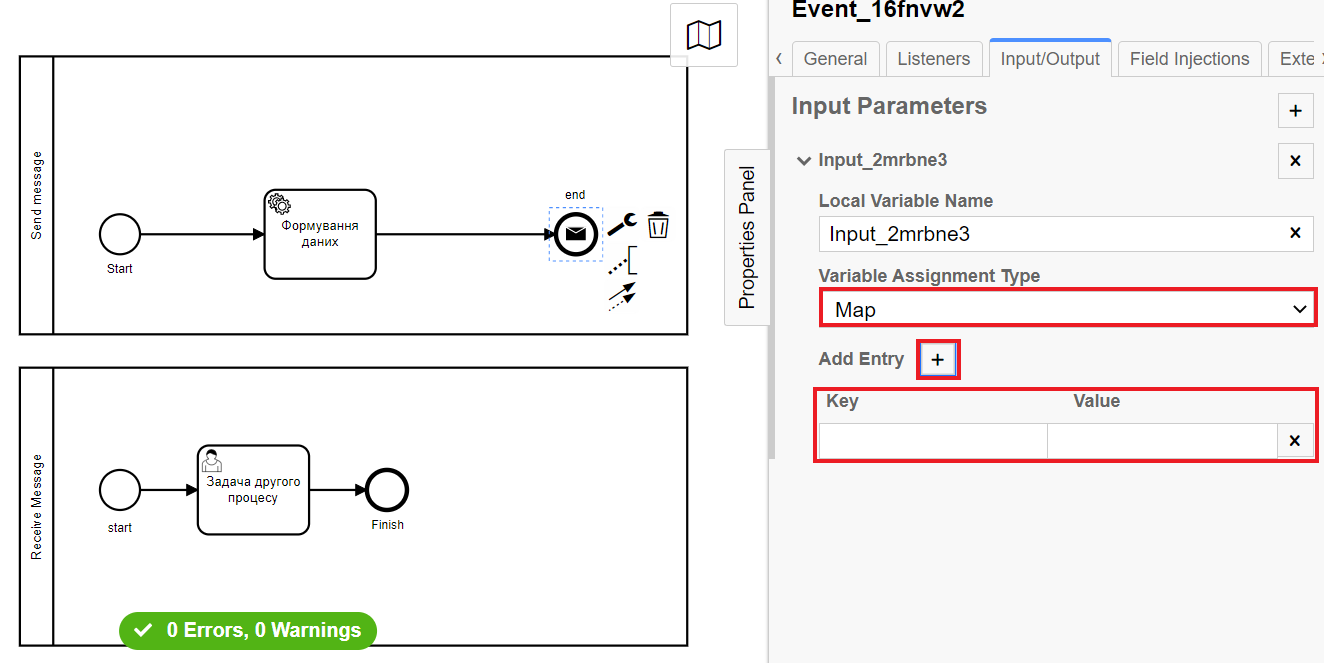 Event_16fnvw2
General
Listeners
Input/Output
Field Injections
Exte
Input Parameters
Input_2mrbne3
Local Variable Name
Input_2mrbne3
Variable Assignment Type
Map
Add Entry
Key
Value
Properties Panel
Send message
Start
Формування
даних
end
Receive Message
start
Задача другого
процесу
Finish
0 Errors, 0 Warnings